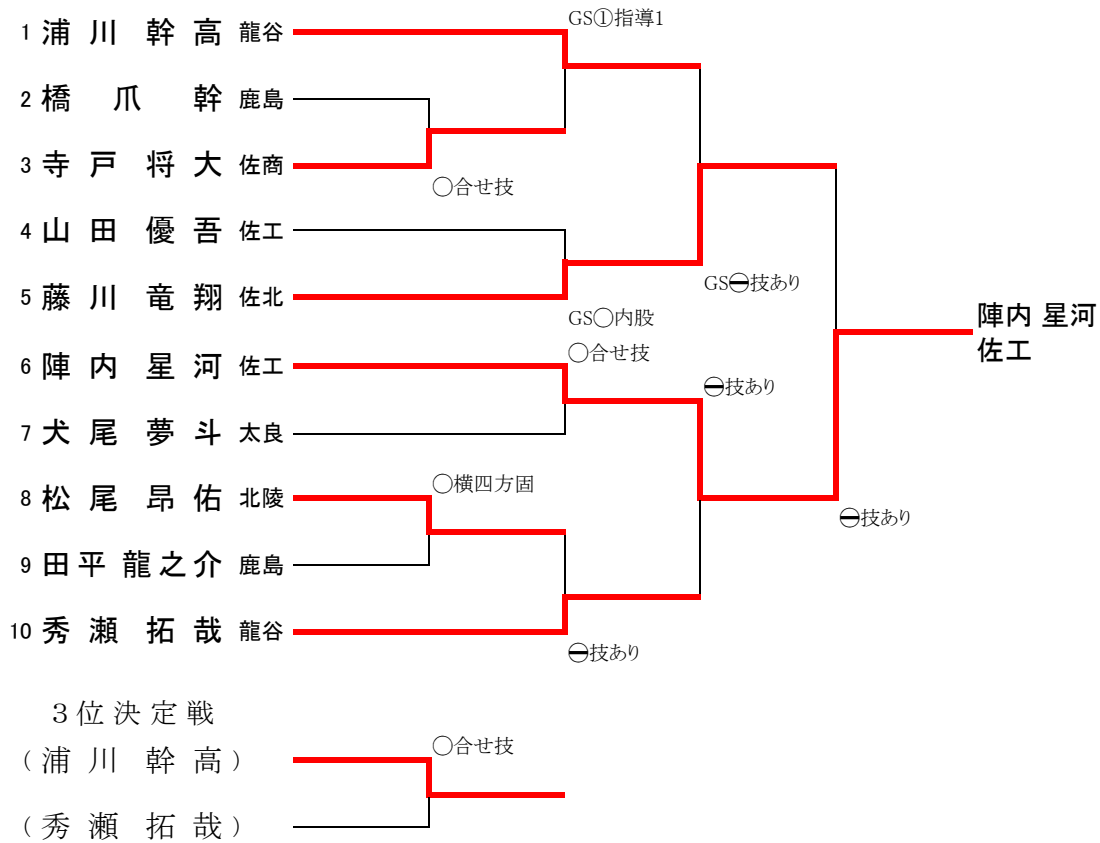 GS①指導1
1 浦川 幹高 龍谷
2 橋爪 幹 鹿島
3 寺戸 将大 佐商
○合せ技
4 山田 優吾 佐工
GS⊖技あり
5 藤川 竜翔 佐北
陣内 星河
佐工
GS○内股
○合せ技
6 陣内 星河 佐工
⊖技あり
7 犬尾 夢斗 太良
○横四方固
8 松尾 昂佑 北陵
⊖技あり
9 田平 龍之介 鹿島
10 秀瀬 拓哉 龍谷
⊖技あり
3位決定戦
○合せ技
(浦川 幹高)
(秀瀬 拓哉)